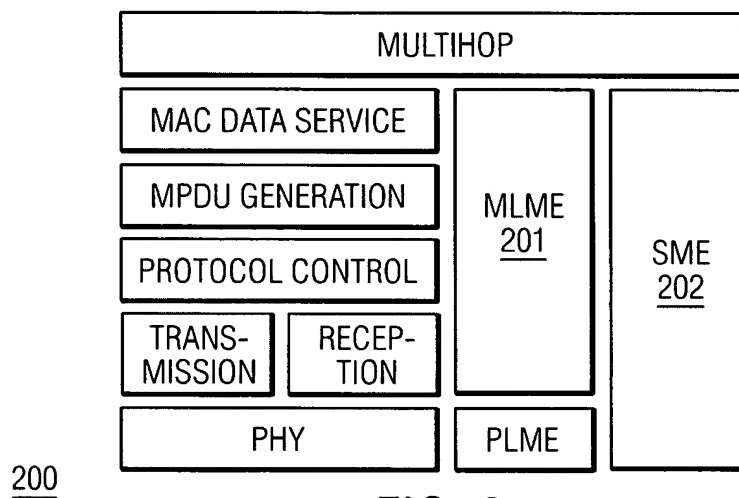 MULTIHOP
MAC DATA SERVICE
MPDU GENERATION
PROTOCOL CONTROL
TRANS-
MISSION
RECEP-
TION
PHY
MLME
201
PLME
SME
202
200